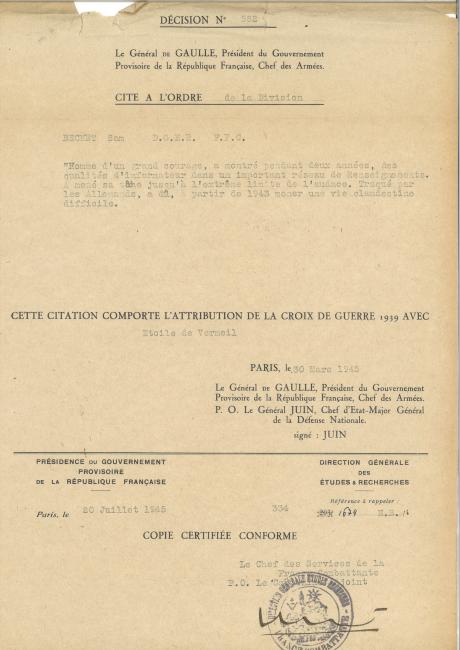 DÉCISION N° 582
Le Général DE GAULLE, Président du Gouvernement
Provisoire de la République Française, Chef des Armées.
CITE A L'ORDRE de la Division
BECKET Sam D.G.E.R. F.F.C.
"Homme d'un grand courage, a montré pendant deux années, des
qualités d'informateur dans un important réseau de Renseignements.
A mené sa tâche jusqu'à l'extrême limite de l'audace. Traqué par
les Allemands, a dû, à partir de 1943 mener une vie clandestine
difficile.
CETTE CITATION COMPORTE L'ATTRIBUTION DE LA CROIX DE GUERRE 1939 AVEC
Etoile de Vermeil
PARIS, le 30 Mars 1945
Le Général DE GAULLE, Président du Gouvernement
Provisoire de la République Française, Chef des Armées.
P. O. Le Général JUIN, Chef d'Etat-Major Général
de la Défense Nationale.
signé : JUIN
PRÉSIDENCE DU GOUVERNEMENT
PROVISOIRE
DE LA RÉPUBLIQUE FRANÇAISE
DIRECTION GÉNÉRALE
DES
ÉTUDES & RECHERCHES
Référence à rappeler :
Paris, le 20 Juillet 1945 334
COPIE CERTIFIÉE CONFORME
Le Chef des Services de la
France Combattante
P.O. Le